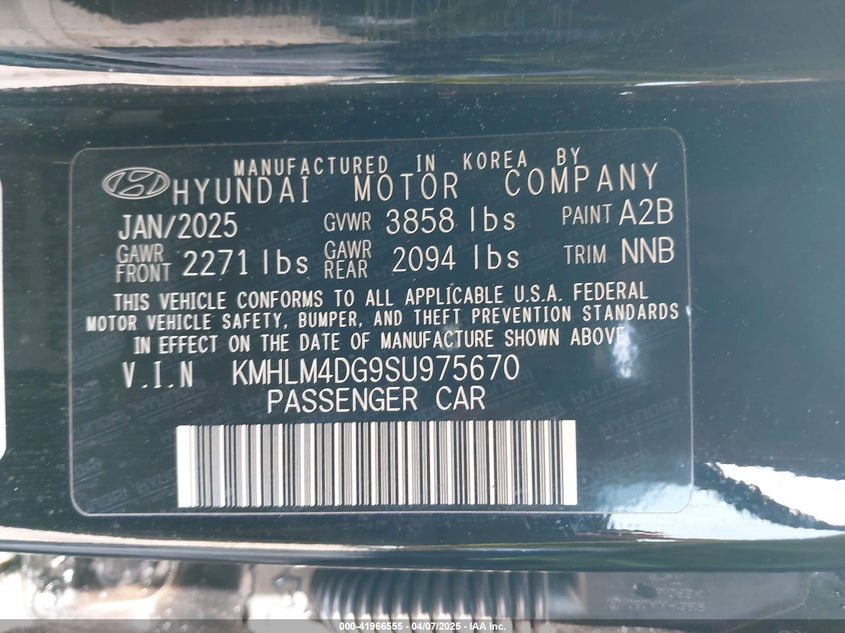 MANUFACTURED IN KOREA BY
HYUNDAI MOTOR COMPANY
JAN/2025 GVWR 3858 lbs PAINT A2B
GAWR FRONT 2271 lbs GAWR REAR 2094 lbs TRIM NNB
THIS VEHICLE CONFORMS TO ALL APPLICABLE U.S.A. FEDERAL
MOTOR VEHICLE SAFETY, BUMPER, AND THEFT PREVENTION STANDARDS
IN EFFECT ON THE DATE OF MANUFACTURE SHOWN ABOVE
V.I.N KMHLM4DG9SU975670
PASSENGER CAR
000-41966555 - 04/07/2025 - IAA Inc.